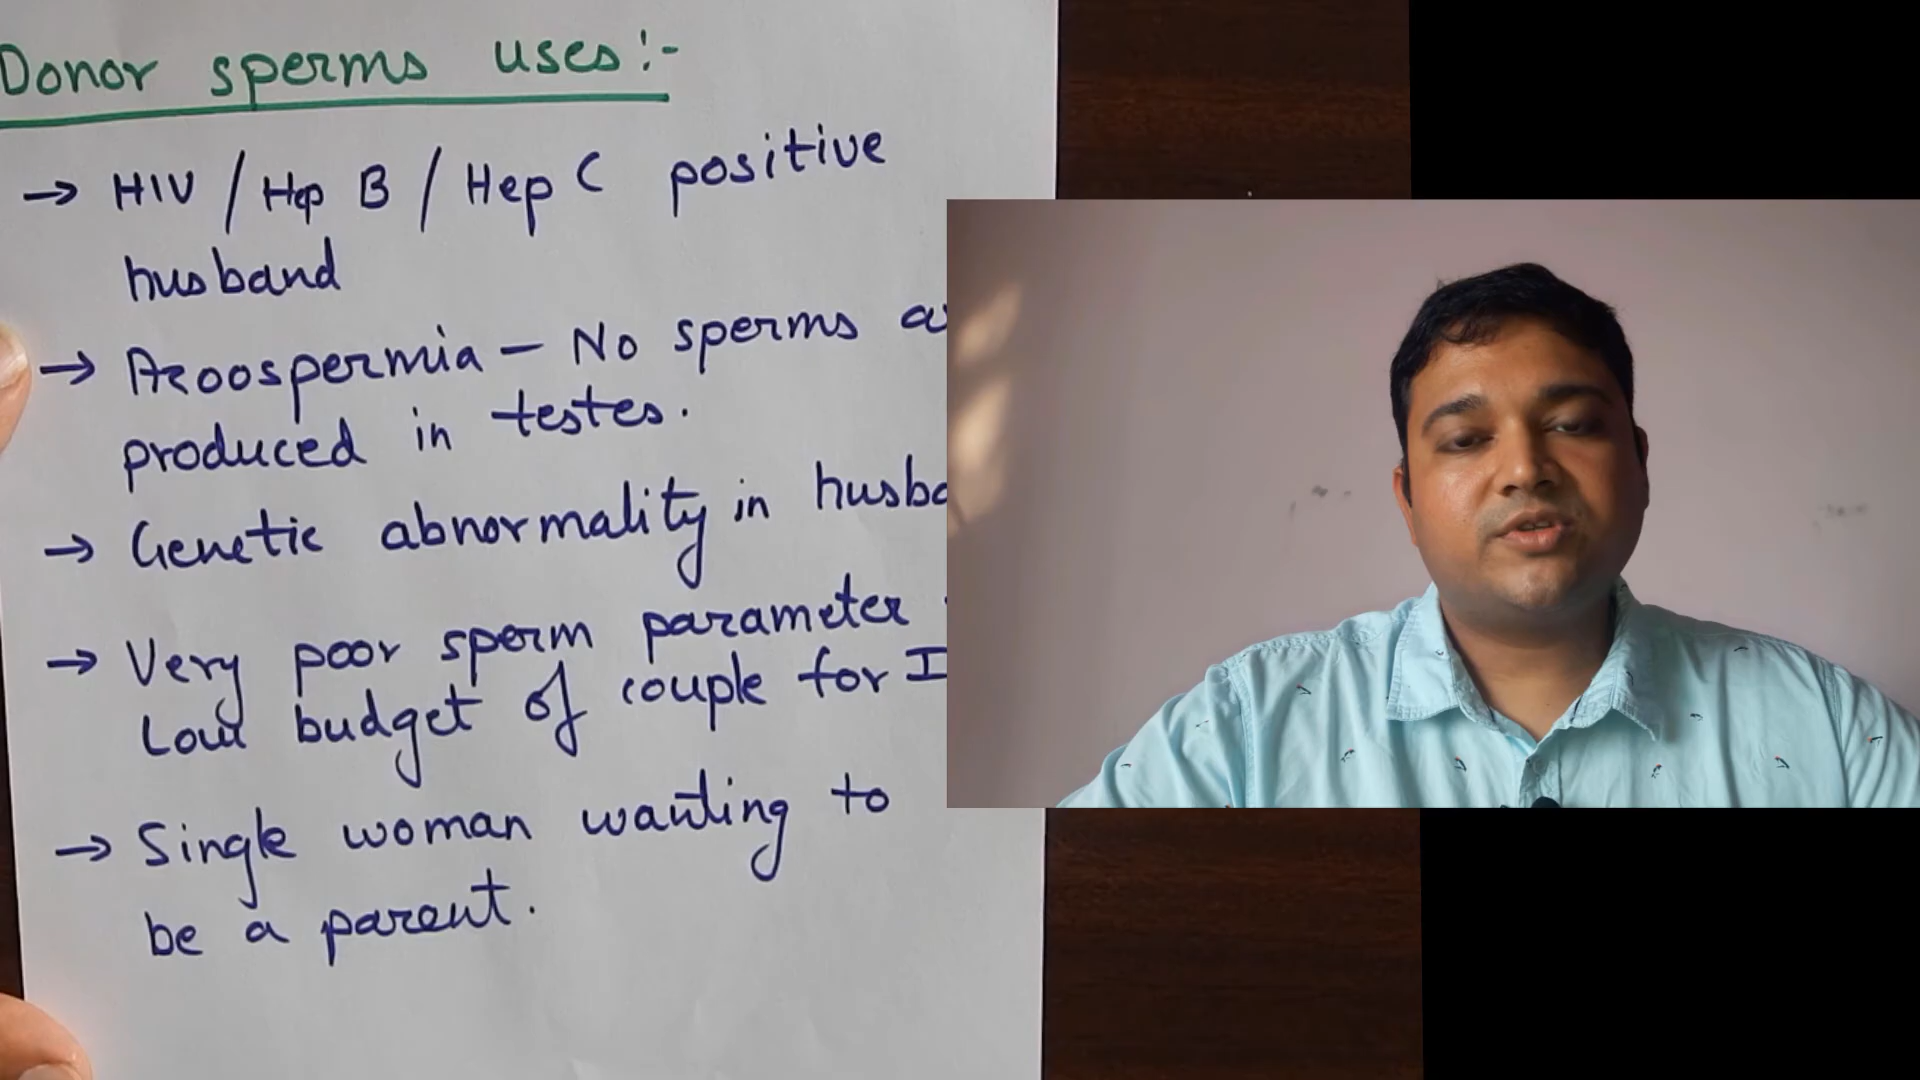 Donor sperms uses:-
→ HIV / Hep B / Hep C positive
husband
→ Azoospermia - No sperms
produced in testes.
→ Genetic abnormality in
→ Very poor sperm parameter
Low budget of couple for
→ Single woman wanting to
be a parent.